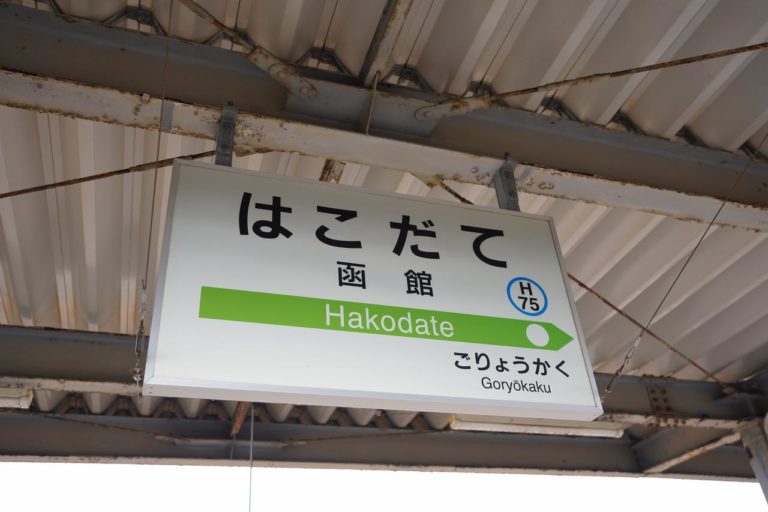 はこだて
函館
H
75
Hakodate
ごりょうかく
Goryōkaku